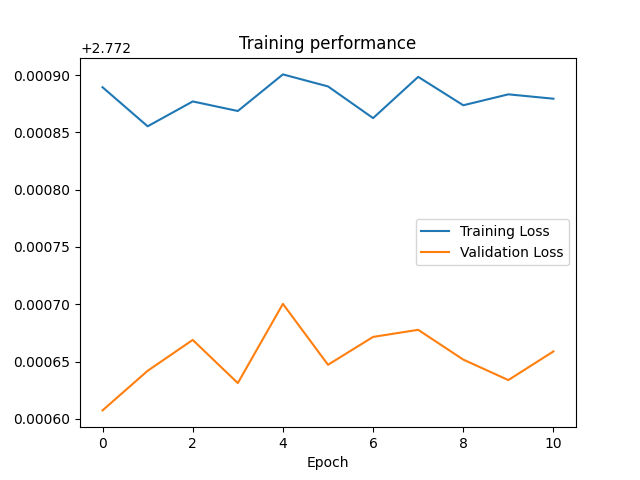 Training performance
+2.772
0.00090
0.00085
0.00080
0.00075
0.00070
0.00065
0.00060
Training Loss
Validation Loss
0 2 4 6 8 10
Epoch